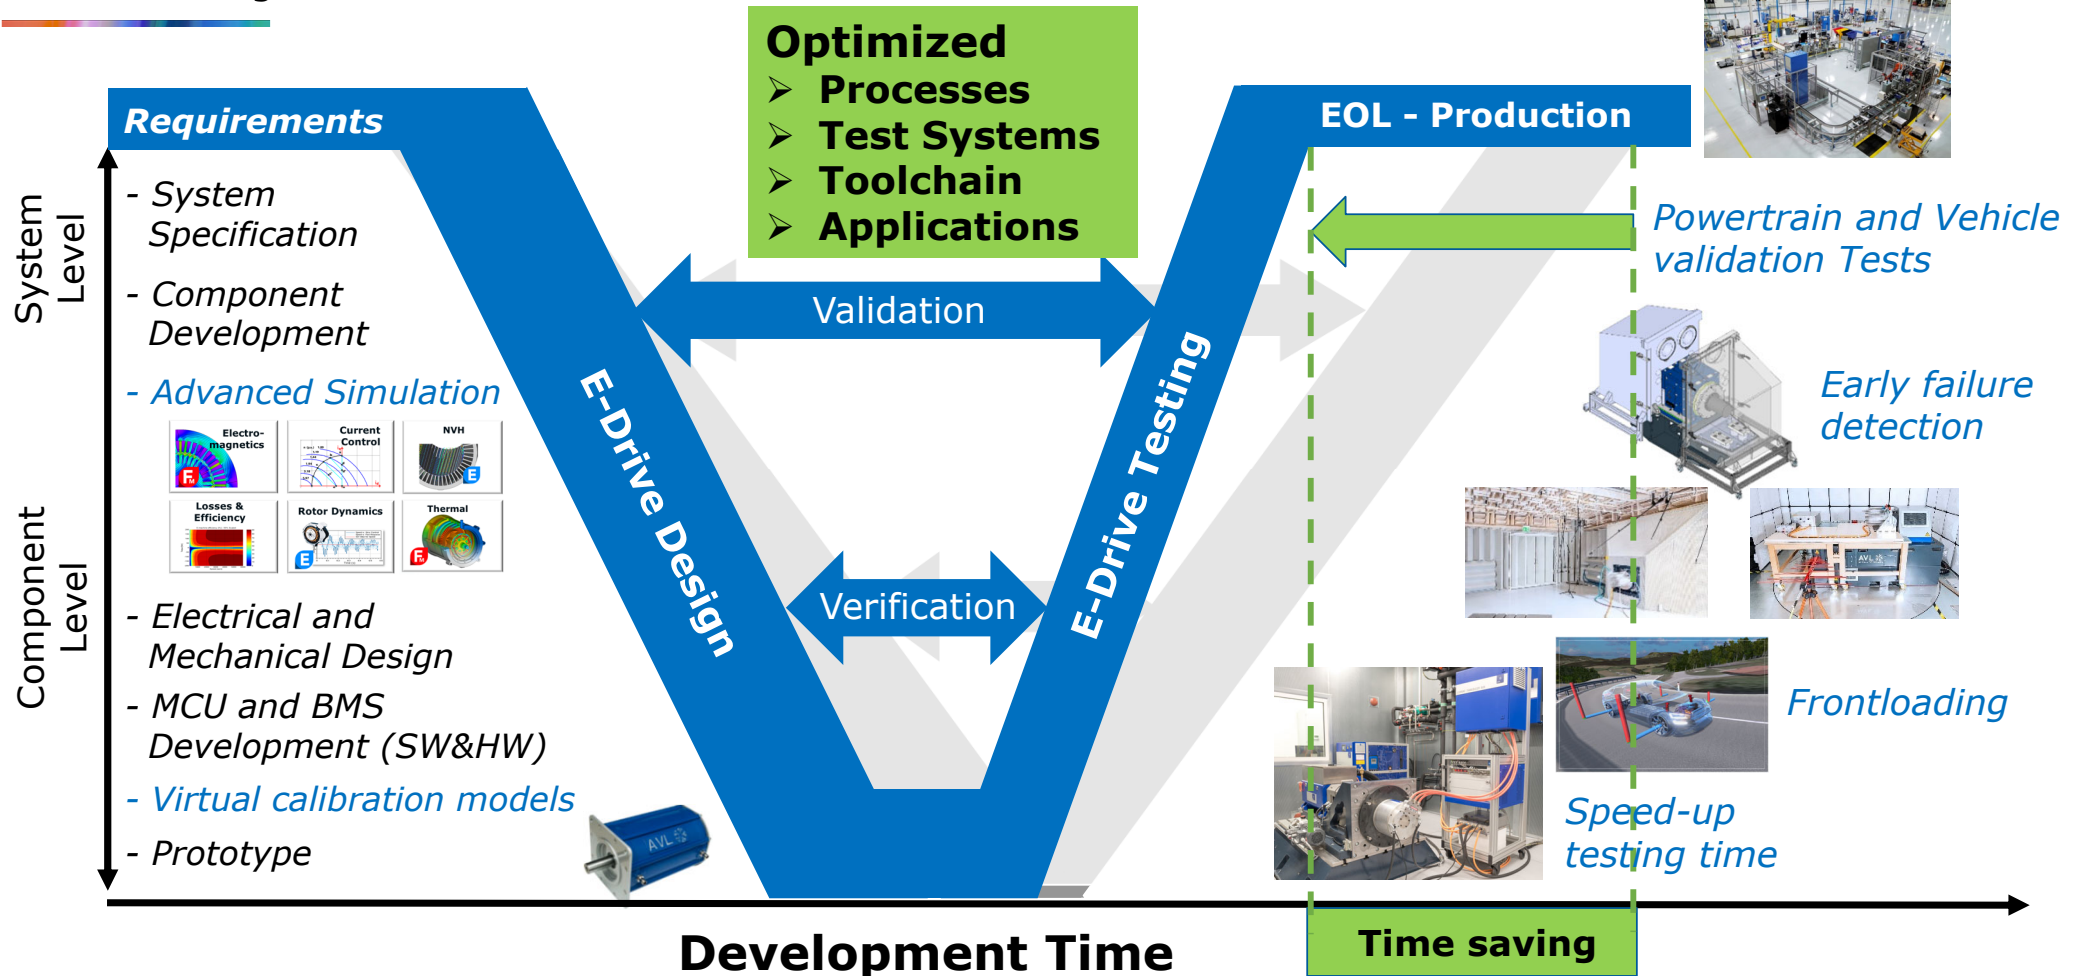 Optimized
➢ Processes
➢ Test Systems
➢ Toolchain
➢ Applications
Requirements
EOL - Production
System
Level
Component
Level
- System
Specification
- Component
Development
- Advanced Simulation
Electro-
magnetics
Current
Control
NVH
Losses &
Efficiency
Rotor Dynamics
Thermal
- Electrical and
Mechanical Design
- MCU and BMS
Development (SW&HW)
- Virtual calibration models
- Prototype
AVL
E-Drive Design
Validation
Verification
E-Drive Testing
Powertrain and Vehicle
validation Tests
Early failure
detection
AVL
Frontloading
Speed-up
testing time
Development Time
Time saving